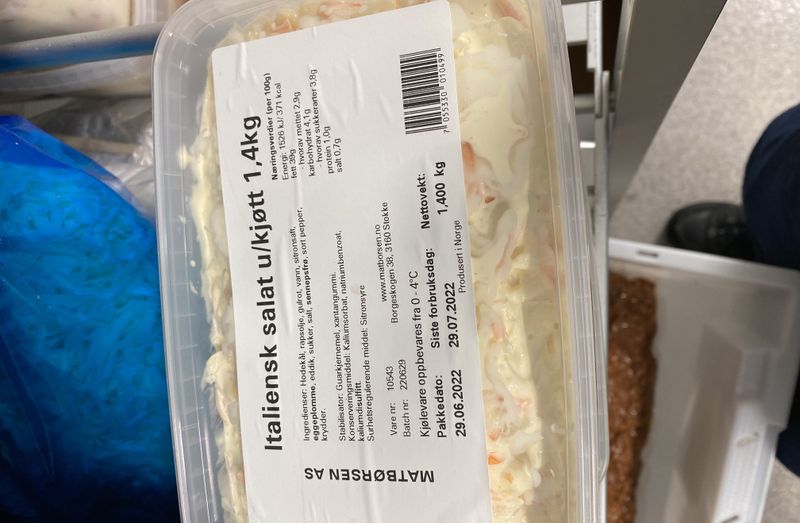 Italiensk salat u/kjøtt 1,4kg
Ingredienser: Hodekål, rapsolje, gulrot, vann, sitronsaft,
eggeplomme, eddik, sukker, salt, sennepsfrø, sort pepper,
krydder.
Stabilisator: Guarkjernemel, xantangummi.
Konserveringsmiddel: Kaliumsorbat, natriumbenzoat,
kaliumdisulfitt.
Surhetsregulerende middel: Sitronsyre
Næringsverdier (per 100g)
Energi: 1526 kJ/ 371 kcal
fett 39g
- hvorav mettet 2,9g
karbohydrat 4,1g
- hvorav sukkerarter 3,8g
protein 1,0g
salt 0,7g
Vare nr: 10543
Batch nr: 220629
www.matborsen.no
Borgeskogen 38, 3160 Stokke
Kjølevare oppbevares fra 0 - 4°C
Pakkedato: Siste forbruksdag: Nettovekt:
29.06.2022 29.07.2022 1,400 kg
Produsert i Norge
MATBØRSEN AS
7 055330 010499